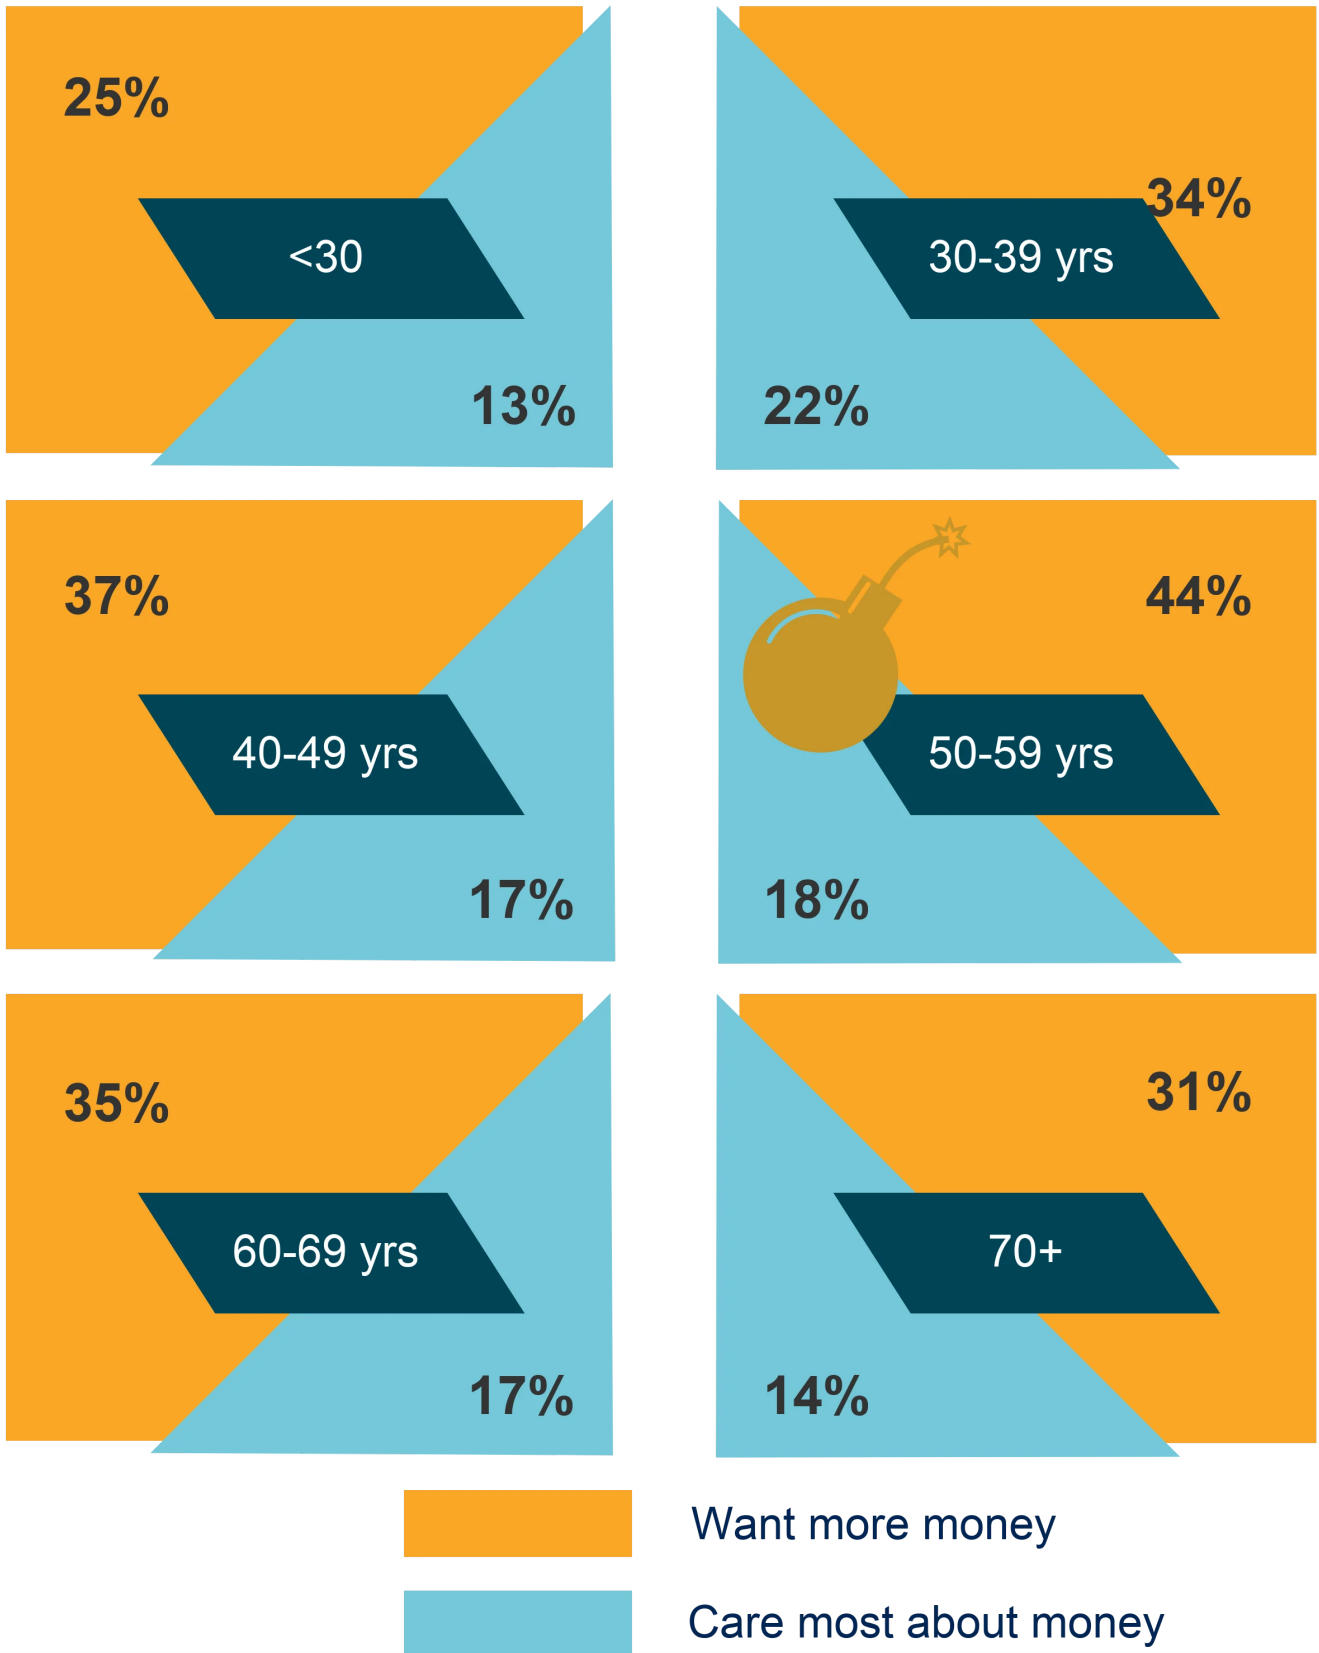 25%
<30
13%
34%
30-39 yrs
22%
37%
40-49 yrs
17%
44%
50-59 yrs
18%
35%
60-69 yrs
17%
31%
70+
14%
Want more money
Care most about money